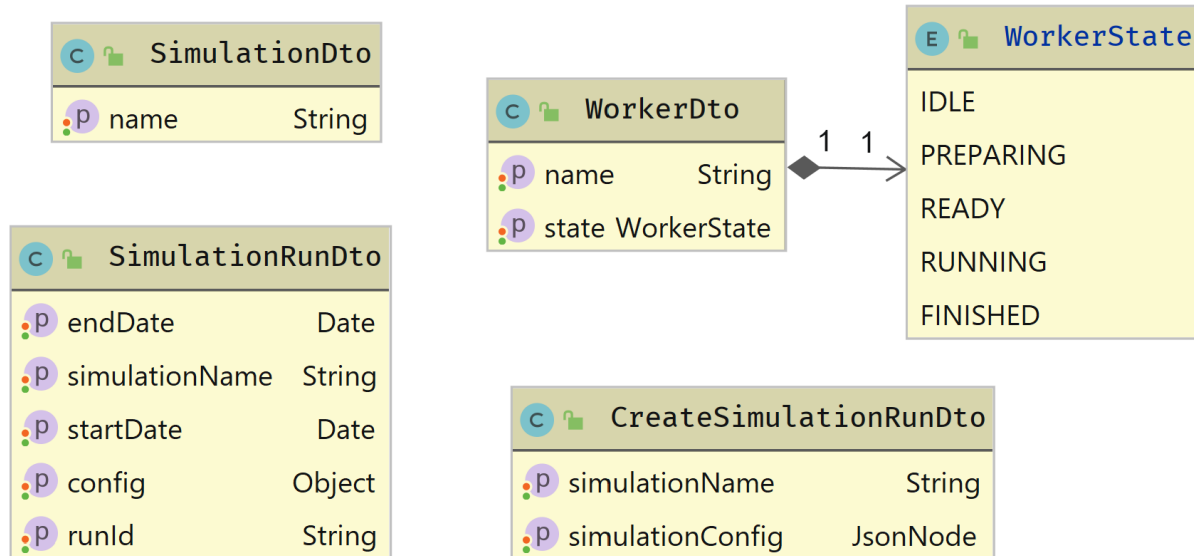 C SimulationDto
p name String
C WorkerDto
p name String
p state WorkerState
1 1
E WorkerState
IDLE
PREPARING
READY
RUNNING
FINISHED
C SimulationRunDto
p endDate Date
p simulationName String
p startDate Date
p config Object
p runId String
C CreateSimulationRunDto
p simulationName String
p simulationConfig JsonNode